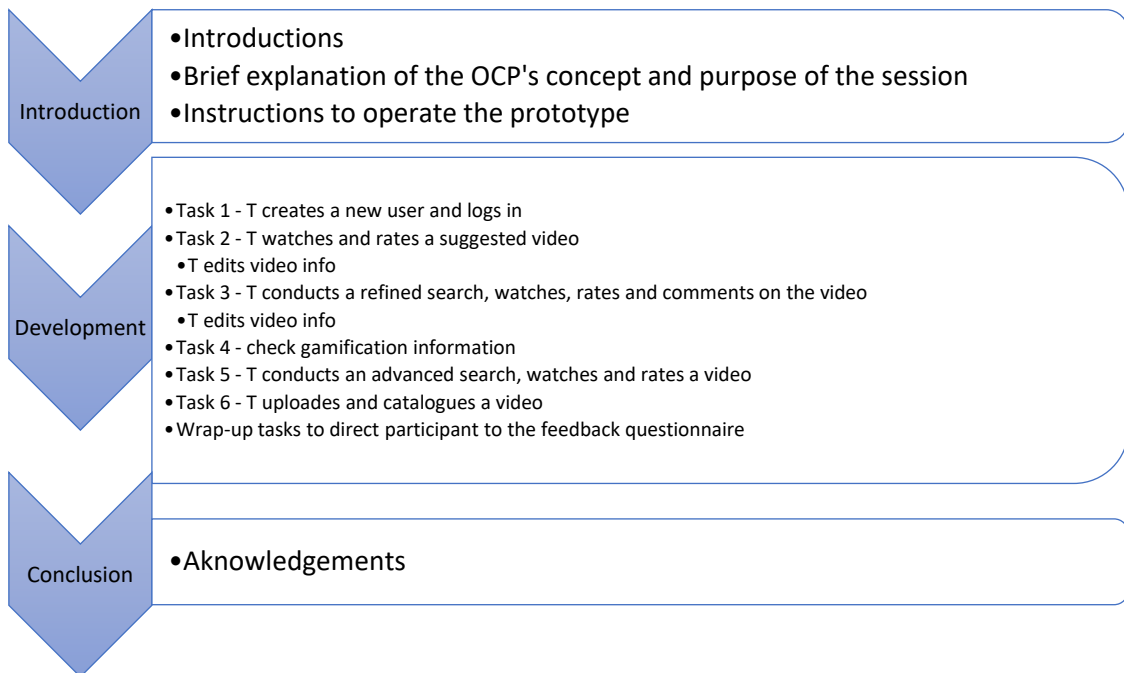 Introduction
•Introductions
•Brief explanation of the OCP's concept and purpose of the session
•Instructions to operate the prototype
Development
•Task 1 - T creates a new user and logs in
•Task 2 - T watches and rates a suggested video
•T edits video info
•Task 3 - T conducts a refined search, watches, rates and comments on the video
•T edits video info
•Task 4 - check gamification information
•Task 5 - T conducts an advanced search, watches and rates a video
•Task 6 - T uploades and catalogues a video
•Wrap-up tasks to direct participant to the feedback questionnaire
Conclusion
•Aknowledgements